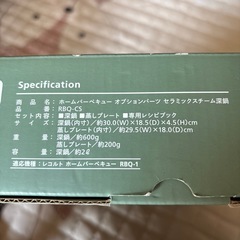 Specification
商品名：ホームバーベキュー オプションパーツ セラミックスチーム深鍋
品番：RBQ-CS
セット内容：■深鍋 ■蒸しプレート ■専用レシピブック
サイズ：深鍋(寸)／約30.0(W)×18.5(D)×4.5(H)cm
蒸しプレート(寸)／約29.5(W)×18.0(D)cm
重量：深鍋／約600g
蒸しプレート／約200g
容量：深鍋／約2ℓ
適応機種：レコルト ホームバーベキュー RBQ-1